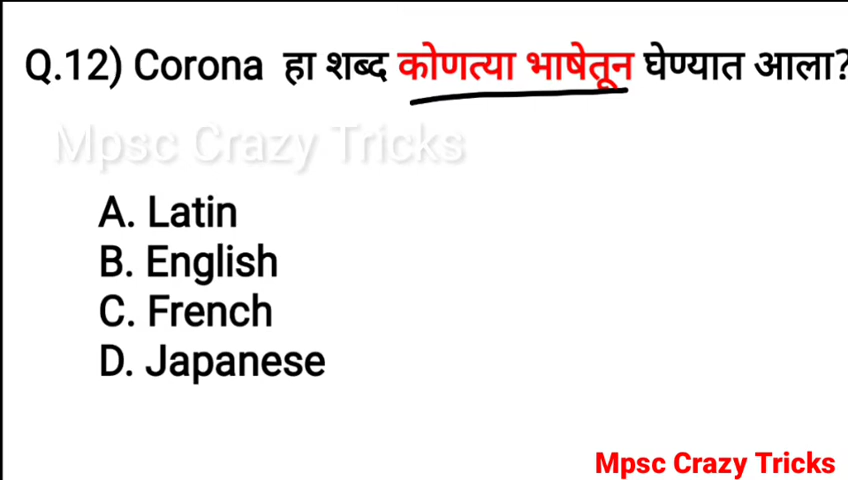 Q.12) Corona हा शब्द कोणत्या भाषेतून घेण्यात आला?
Mpsc Crazy Tricks
A. Latin
B. English
C. French
D. Japanese
Mpsc Crazy Tricks